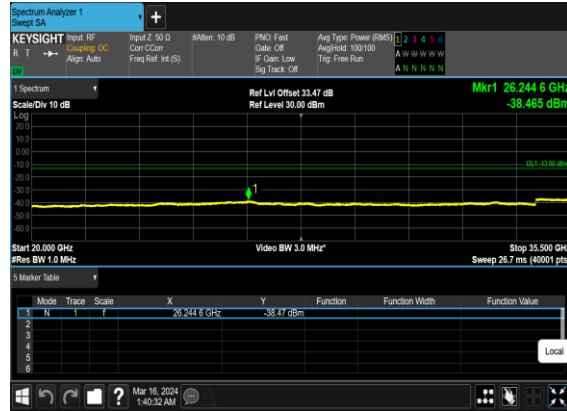 Spectrum Analyzer 1
Swept SA
+
KEYSIGHT Input: RF Input Z: 50 Ω #Atten: 10 dB PNO: Fast Avg Type: Power (RMS) 1 2 3 4 5 6
R T Coupling: DC Corr CCorr Gate: Off Avg|Hold: 100/100 A W W W W W
Align: Auto Freq Ref: Int (S) IF Gain: Low Trig: Free Run
Sig Track: Off A N N N N N
1 Spectrum Ref Lvl Offset 33.47 dB Mkr1 26.244 6 GHz
Scale/Div 10 dB Ref Level 30.00 dBm -38.465 dBm
Log
20.0
10.0
0.00
-10.0 DL1 -13.00 dBm
-20.0
-30.0 1
-40.0
-50.0
-60.0
Start 20.000 GHz Video BW 3.0 MHz* Stop 35.500 GHz
#Res BW 1.0 MHz Sweep 26.7 ms (40001 pts)
5 Marker Table
Mode Trace Scale X Y Function Function Width Function Value
1 N 1 f 26.244 6 GHz -38.47 dBm
2
3
4
5
6
Local
? Mar 16, 2024
1:40:32 AM